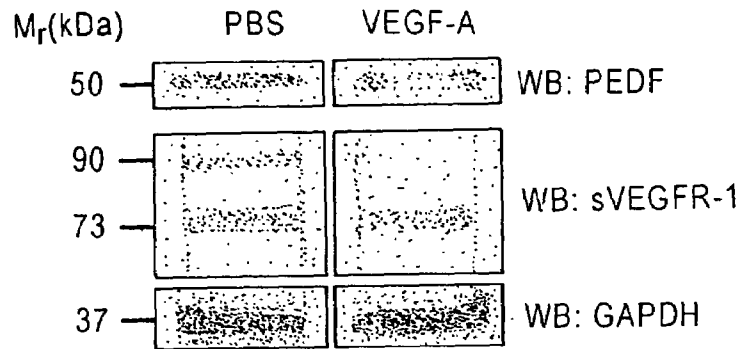 Mr(kDa) PBS VEGF-A
50 WB: PEDF
90
WB: sVEGFR-1
73
37 WB: GAPDH